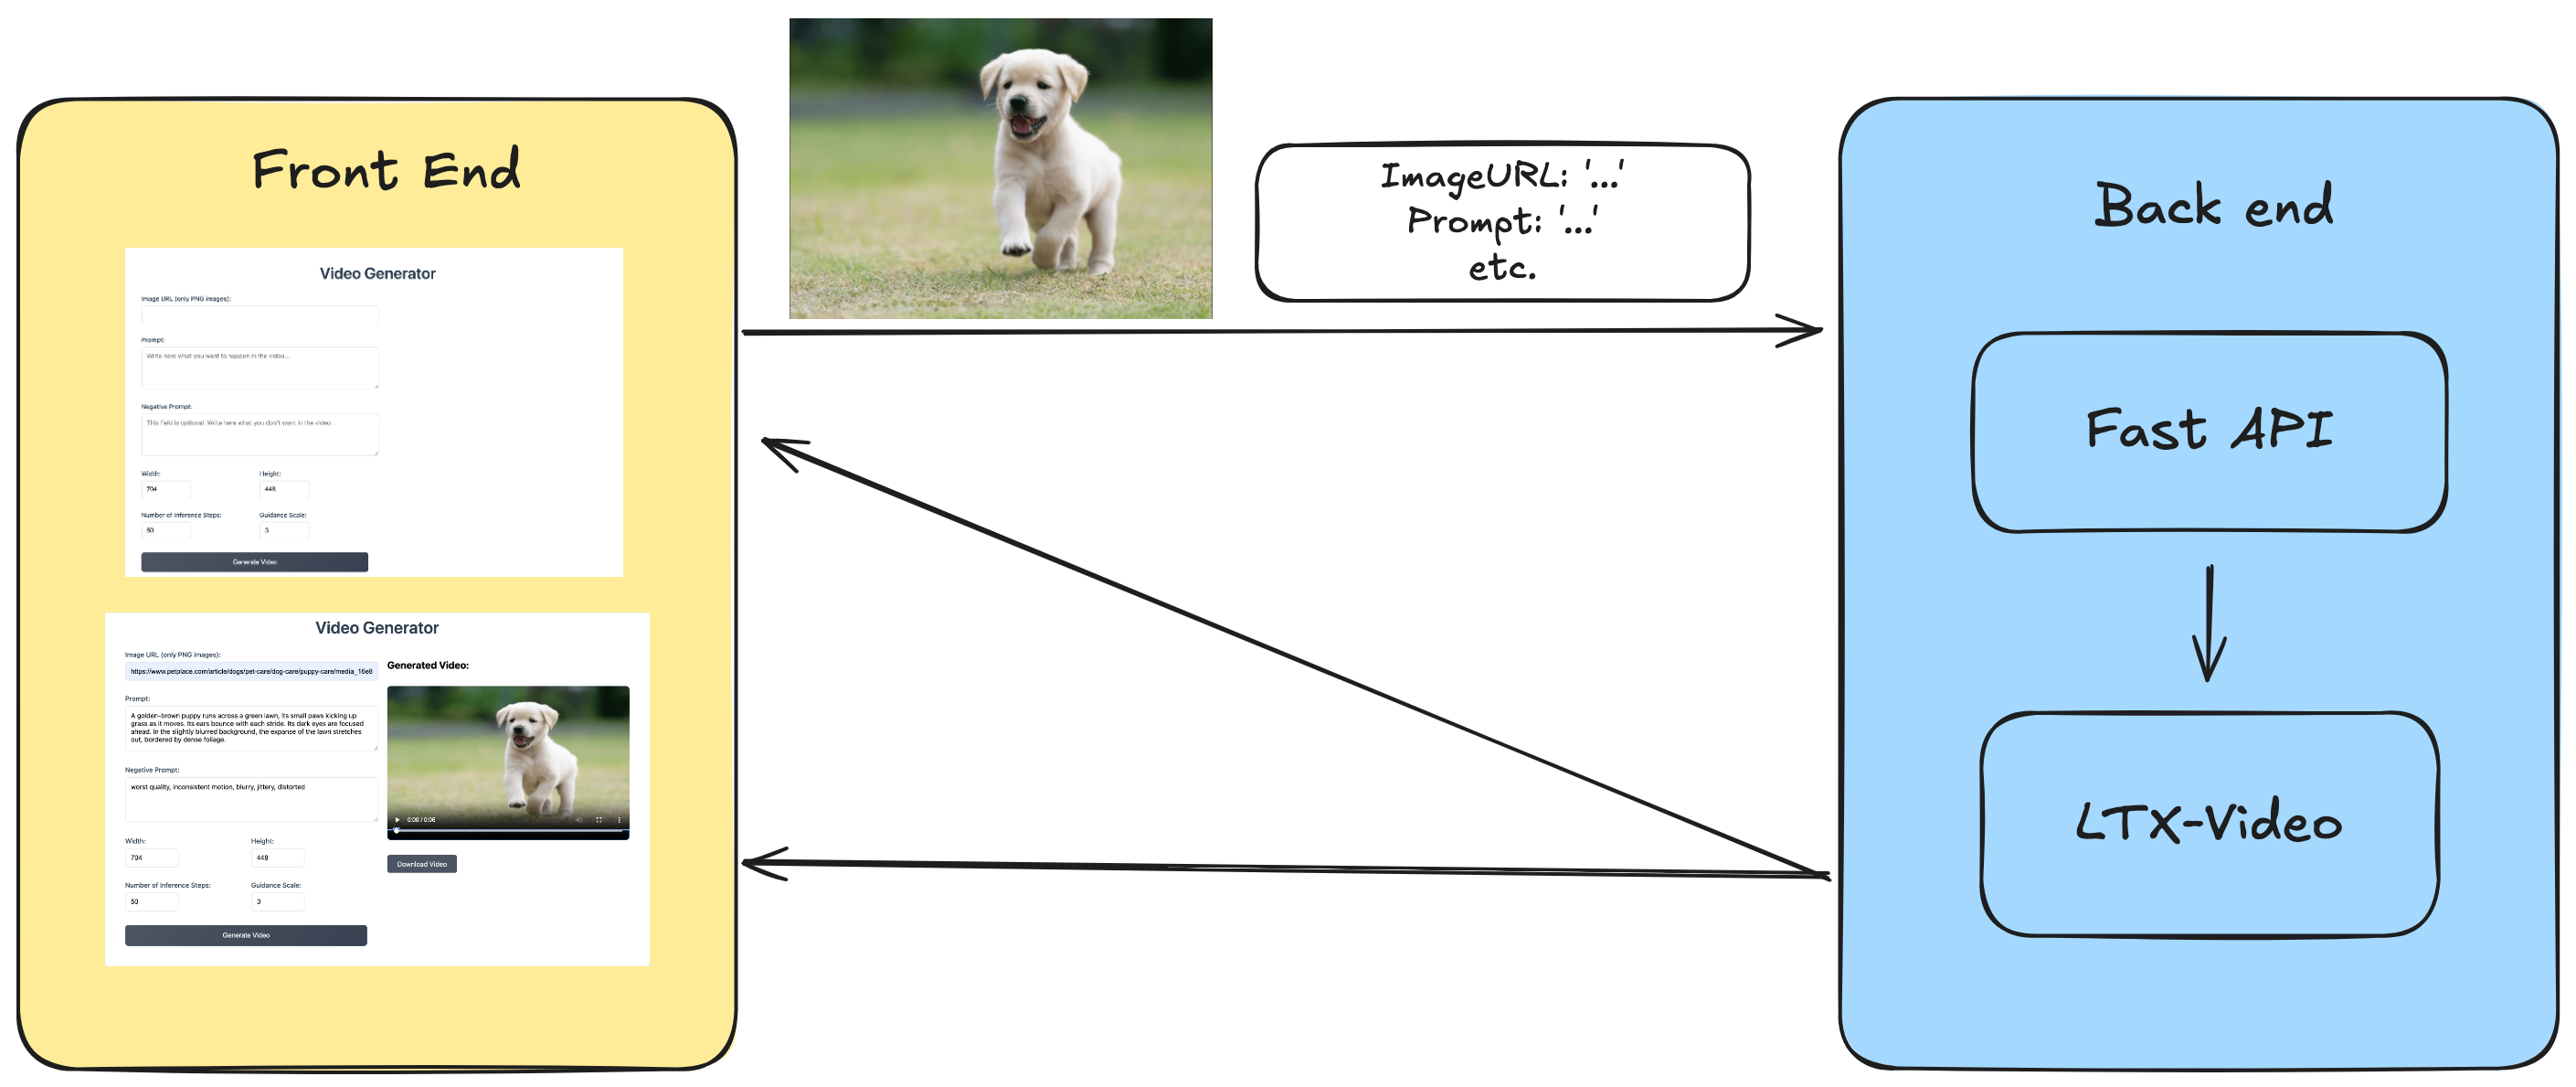 Front End
Video Generator
Image URL (only PNG images):
Prompt:
Write here what you want to happen in the video...
Negative Prompt:
This field is optional. Write here what you don't want in the video...
Width:
Height:
704
448
Number of Inference Steps:
Guidance Scale:
50
3
Generate Video
Video Generator
Image URL (only PNG images):
https://www.petplace.com/article/dogs/pet-care/dog-care/puppy-care/media_16e8
Prompt:
A golden-brown puppy runs across a green lawn, its small paws kicking up
grass as it moves. Its ears bounce with each stride. Its dark eyes are focused
ahead. In the slightly blurred background, the expanse of the lawn stretches
out, bordered by dense foliage.
Negative Prompt:
worst quality, inconsistent motion, blurry, jittery, distorted
Width:
Height:
704
448
Number of Inference Steps:
Guidance Scale:
50
3
Generate Video
Generated Video:
0:00 / 0:06
Download Video
ImageURL: '...'
Prompt: '...'
etc.
Back end
Fast API
LTX-Video